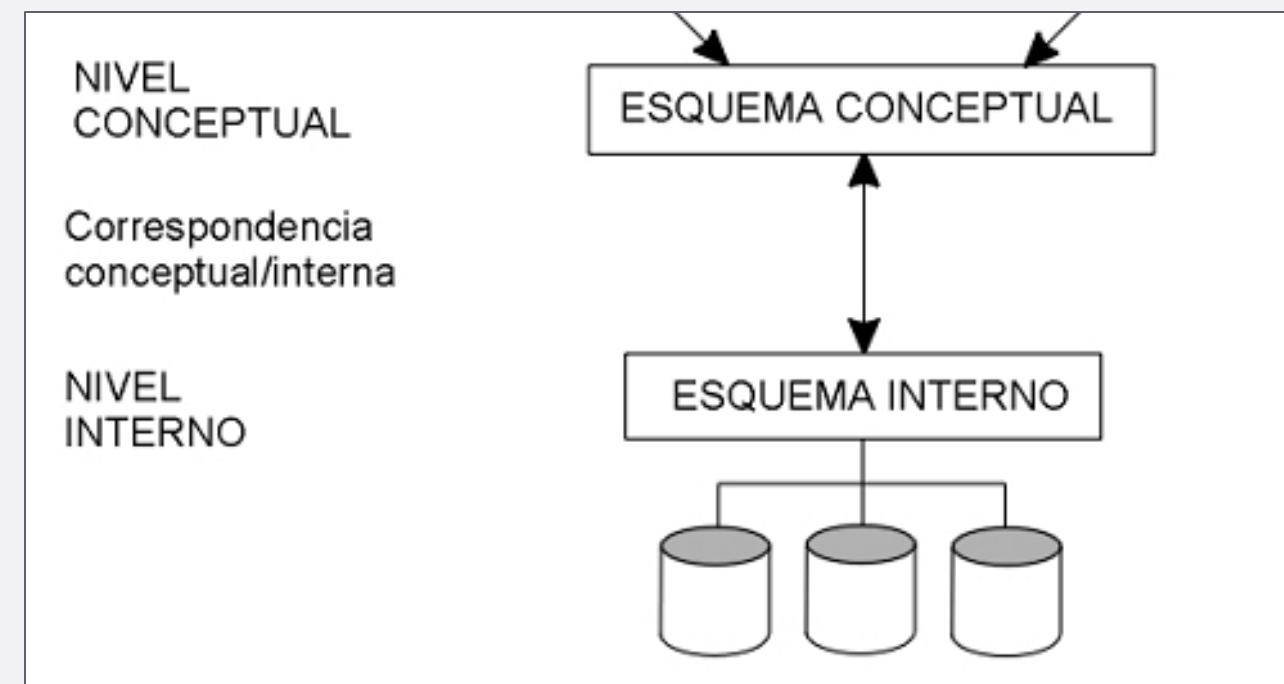 NIVEL
CONCEPTUAL
ESQUEMA CONCEPTUAL
Correspondencia
conceptual/interna
NIVEL
INTERNO
ESQUEMA INTERNO